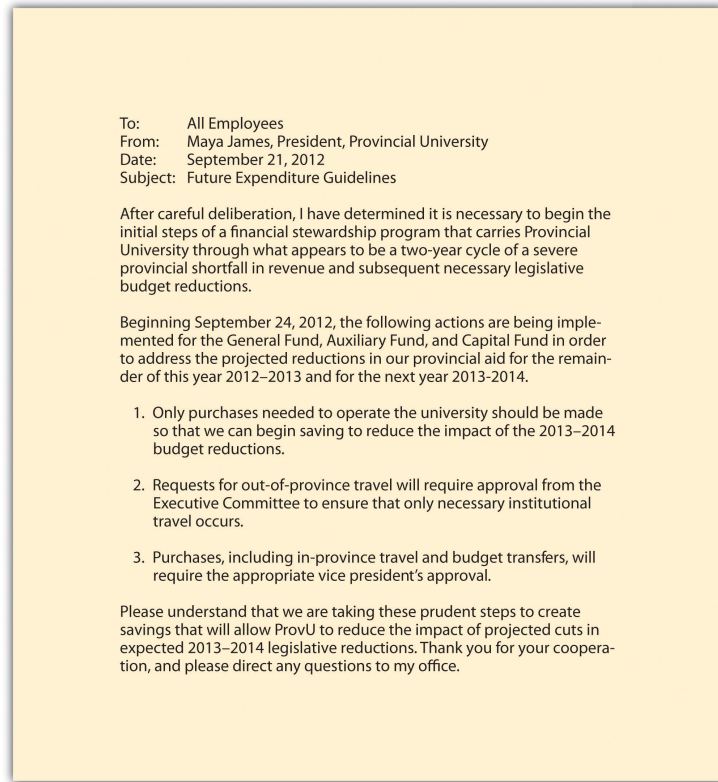 To: All Employees
From: Maya James, President, Provincial University
Date: September 21, 2012
Subject: Future Expenditure Guidelines
After careful deliberation, I have determined it is necessary to begin the
initial steps of a financial stewardship program that carries Provincial
University through what appears to be a two-year cycle of a severe
provincial shortfall in revenue and subsequent necessary legislative
budget reductions.
Beginning September 24, 2012, the following actions are being imple-
mented for the General Fund, Auxiliary Fund, and Capital Fund in order
to address the projected reductions in our provincial aid for the remain-
der of this year 2012–2013 and for the next year 2013-2014.
1. Only purchases needed to operate the university should be made
so that we can begin saving to reduce the impact of the 2013–2014
budget reductions.
2. Requests for out-of-province travel will require approval from the
Executive Committee to ensure that only necessary institutional
travel occurs.
3. Purchases, including in-province travel and budget transfers, will
require the appropriate vice president’s approval.
Please understand that we are taking these prudent steps to create
savings that will allow ProvU to reduce the impact of projected cuts in
expected 2013–2014 legislative reductions. Thank you for your coopera-
tion, and please direct any questions to my office.